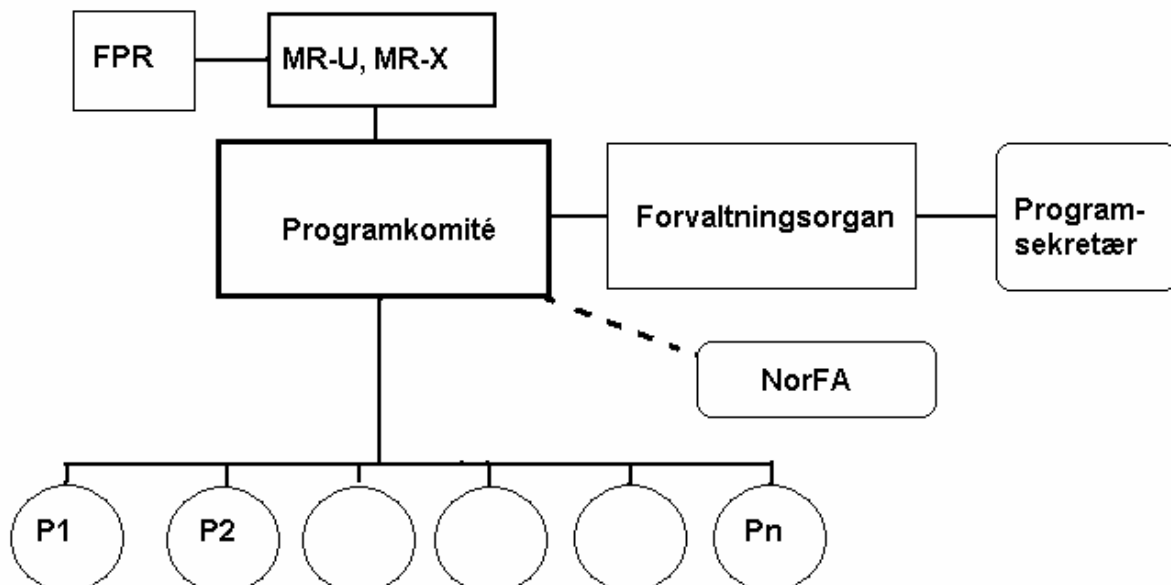 FPR
MR-U, MR-X
Programkomité
Forvaltningsorgan
Program-
sekretær
NorFA
P1
P2
Pn